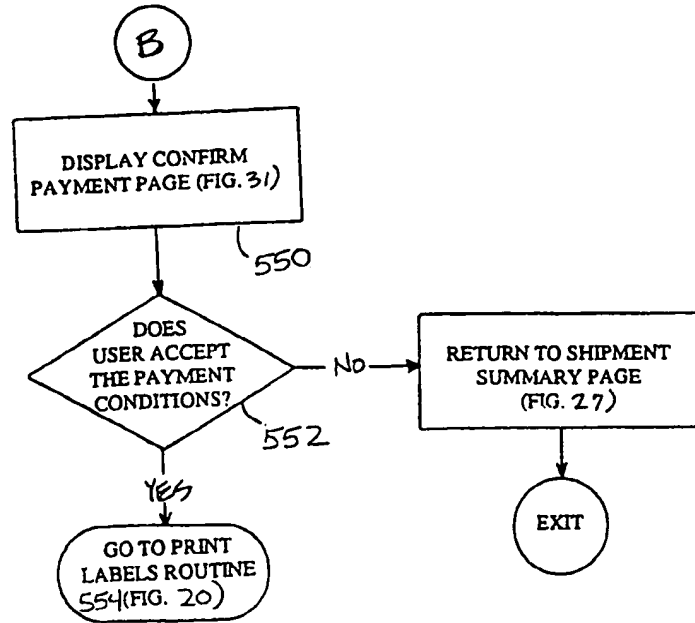 B
DISPLAY CONFIRM
PAYMENT PAGE (FIG. 31)
550
DOES
USER ACCEPT
THE PAYMENT
CONDITIONS?
552
NO
RETURN TO SHIPMENT
SUMMARY PAGE
(FIG. 27)
YES
EXIT
GO TO PRINT
LABELS ROUTINE
554 (FIG. 20)